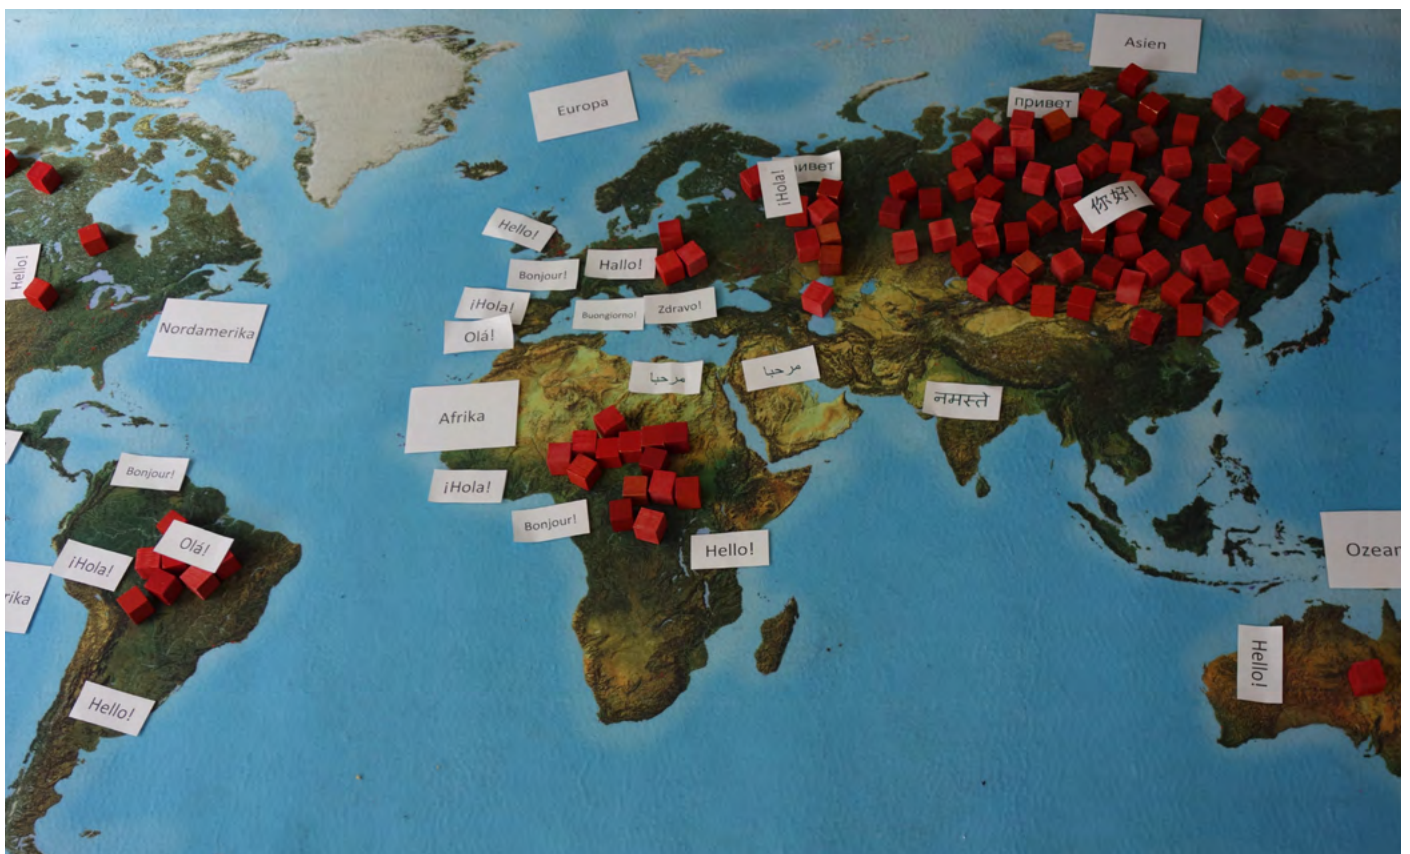 Asien
Europa
привет
ивет
¡Hola!
你好!
Hello!
Hello!
Hallo!
Bonjour!
¡Hola!
Buongiorno!
Zdravo!
Nordamerika
Olá!
مرحبا
مرحبا
नमस्ते
Afrika
Bonjour!
¡Hola!
Bonjour!
Olá!
Hello!
¡Hola!
Ozean
rika
Hello!
Hello!